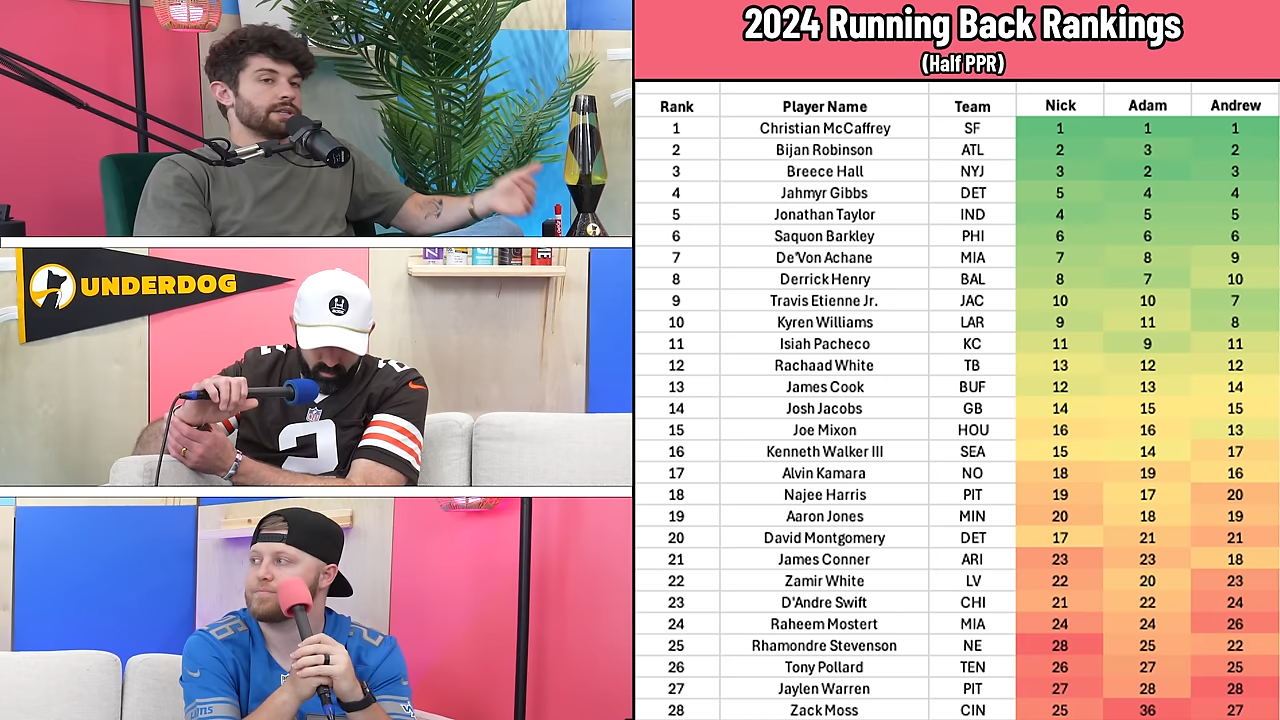 UNDERDOG
2
26
2024 Running Back Rankings
(Half PPR)
Rank Player Name Team Nick Adam Andrew
1 Christian McCaffrey SF 1 1 1
2 Bijan Robinson ATL 2 3 2
3 Breece Hall NYJ 3 2 3
4 Jahmyr Gibbs DET 5 4 4
5 Jonathan Taylor IND 4 5 5
6 Saquon Barkley PHI 6 6 6
7 De'Von Achane MIA 7 8 9
8 Derrick Henry BAL 8 7 10
9 Travis Etienne Jr. JAC 10 10 7
10 Kyren Williams LAR 9 11 8
11 Isiah Pacheco KC 11 9 11
12 Rachaad White TB 13 12 12
13 James Cook BUF 12 13 14
14 Josh Jacobs GB 14 15 15
15 Joe Mixon HOU 16 16 13
16 Kenneth Walker III SEA 15 14 17
17 Alvin Kamara NO 18 19 16
18 Najee Harris PIT 19 17 20
19 Aaron Jones MIN 20 18 19
20 David Montgomery DET 17 21 21
21 James Conner ARI 23 23 18
22 Zamir White LV 22 20 23
23 D'Andre Swift CHI 21 22 24
24 Raheem Mostert MIA 24 24 26
25 Rhamondre Stevenson NE 28 25 22
26 Tony Pollard TEN 26 27 25
27 Jaylen Warren PIT 27 28 28
28 Zack Moss CIN 25 36 27